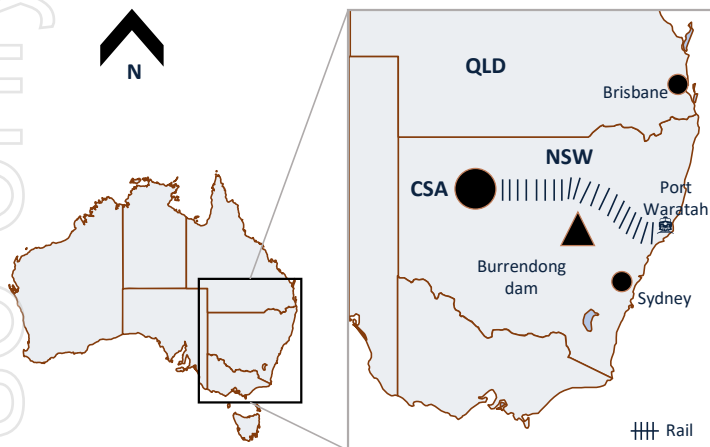 N
QLD
Brisbane
NSW
CSA
Port
Waratah
Burrendong
dam
Sydney
Rail